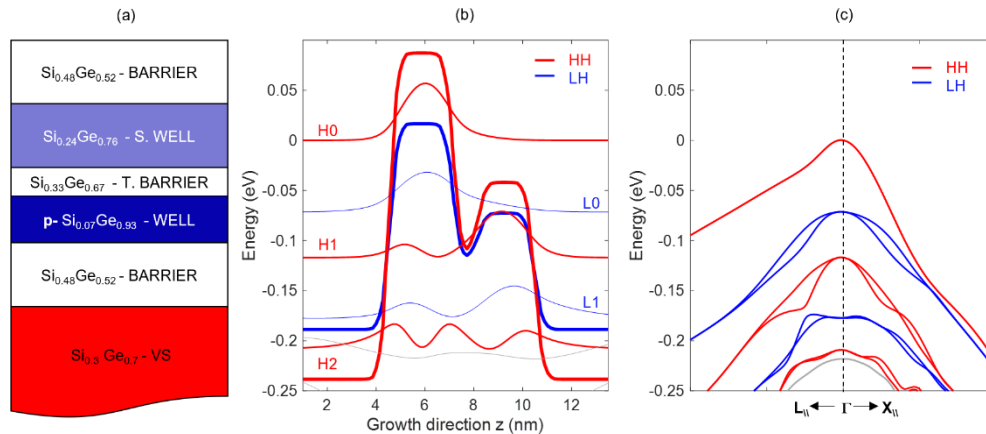 (a)
Si0.48Ge0.52 - BARRIER
Si0.24Ge0.76 - S. WELL
Si0.33Ge0.67 - T. BARRIER
p- Si0.07Ge0.93 - WELL
Si0.48Ge0.52 - BARRIER
Si0.3 Ge0.7 - VS
(b)
HH
LH
H0
L0
H1
L1
H2
0.05
0
-0.05
-0.1
-0.15
-0.2
-0.25
Energy (eV)
2
4
6
8
10
12
Growth direction z (nm)
(c)
HH
LH
0.05
0
-0.05
-0.1
-0.15
-0.2
-0.25
Energy (eV)
L\\ Γ X\\